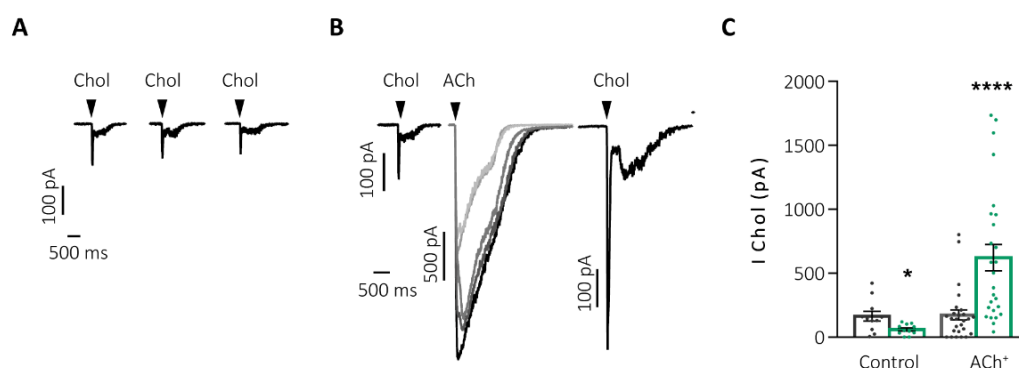 A
Chol Chol Chol
100 pA
500 ms
B
Chol ACh Chol
100 pA
500 pA
500 ms
100 pA
C
I Chol (pA)
2000
1500
1000
500
0
*
****
Control ACh⁺